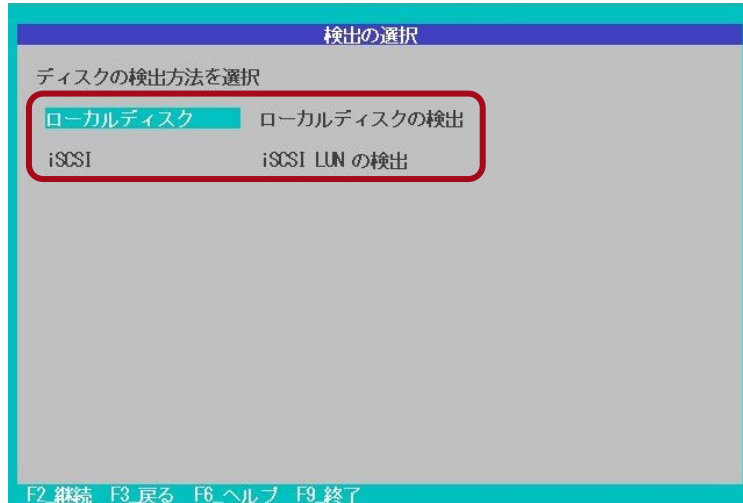 検出の選択
ディスクの検出方法を選択
ローカルディスク ローカルディスクの検出
iSCSI iSCSI LUN の検出
F2_継続 F3_戻る F6_ヘルプ F9_終了